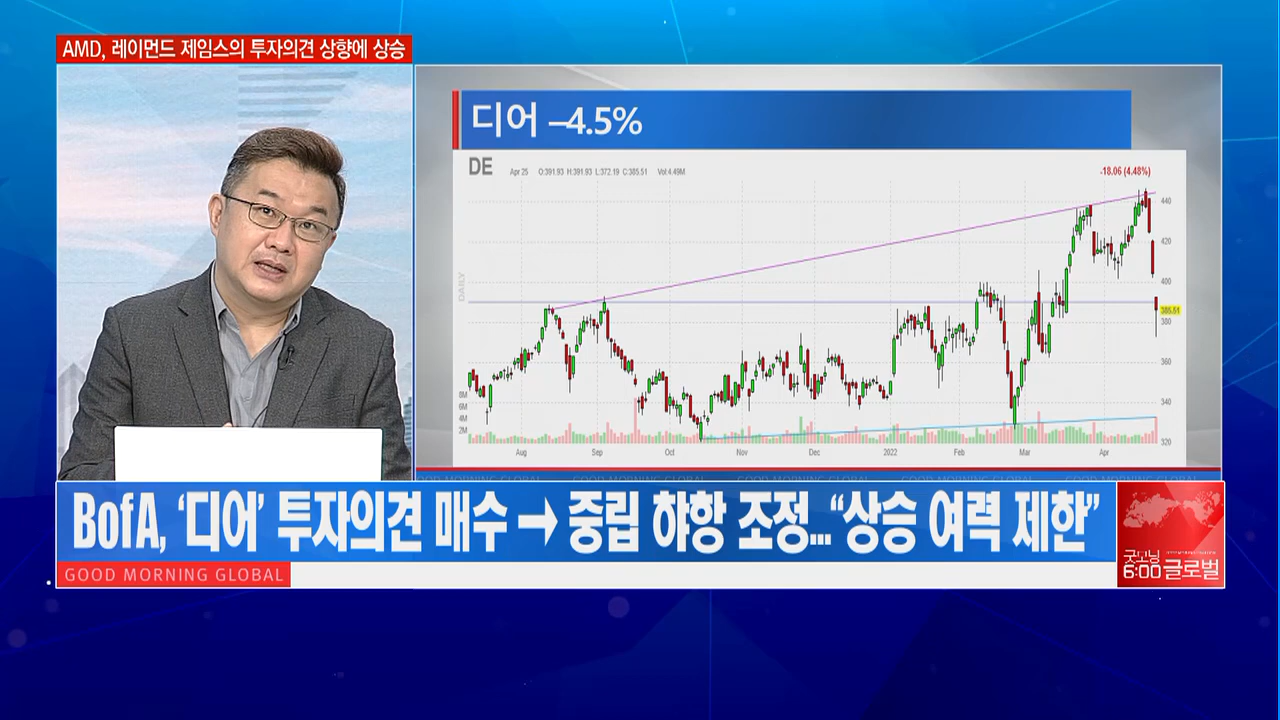 AMD, 레이먼드 제임스의 투자의견 상향에 상승
디어 –4.5%
DE
Apr 25 O:391.93 H:391.93 L:372.19 C:385.51 Vol:4.49M
-18.06 (4.48%)
440
420
400
385.51
380
360
340
320
DAILY
8M
6M
4M
2M
Aug Sep Oct Nov Dec 2022 Feb Mar Apr
BofA, ‘디어’ 투자의견 매수 → 중립 햐항 조정...“상승 여력 제한”
GOOD MORNING GLOBAL
굿모닝
6:00 글로벌